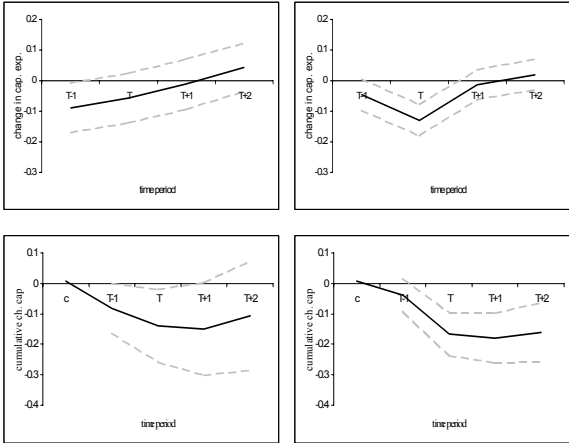 0.2
0.1
0
-0.1
-0.2
-0.3
change in cap. exp.
T-1
T
T+1
T+2
time period
0.2
0.1
0
-0.1
-0.2
-0.3
change in cap. exp.
T-1
T
T+1
T+2
time period
0.1
0
-0.1
-0.2
-0.3
-0.4
cumulative ch. cap
c
T-1
T
T+1
T+2
time period
0.1
0
-0.1
-0.2
-0.3
-0.4
cumulative ch. cap
c
T-1
T
T+1
T+2
time period